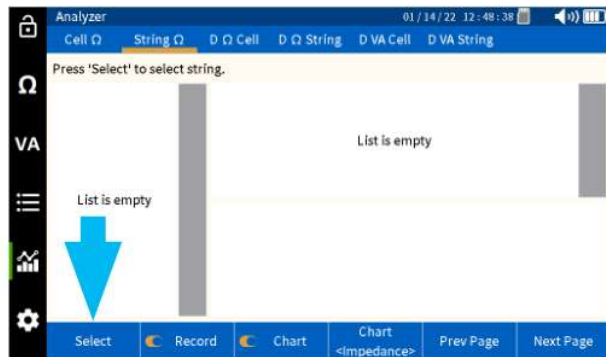 Analyzer 01/14/22 12:48:38
Cell Ω String Ω D Ω Cell D Ω String D VA Cell D VA String
Press 'Select' to select string.
Ω
VA
List is empty
List is empty
Select Record Chart Chart <Impedance> Prev Page Next Page